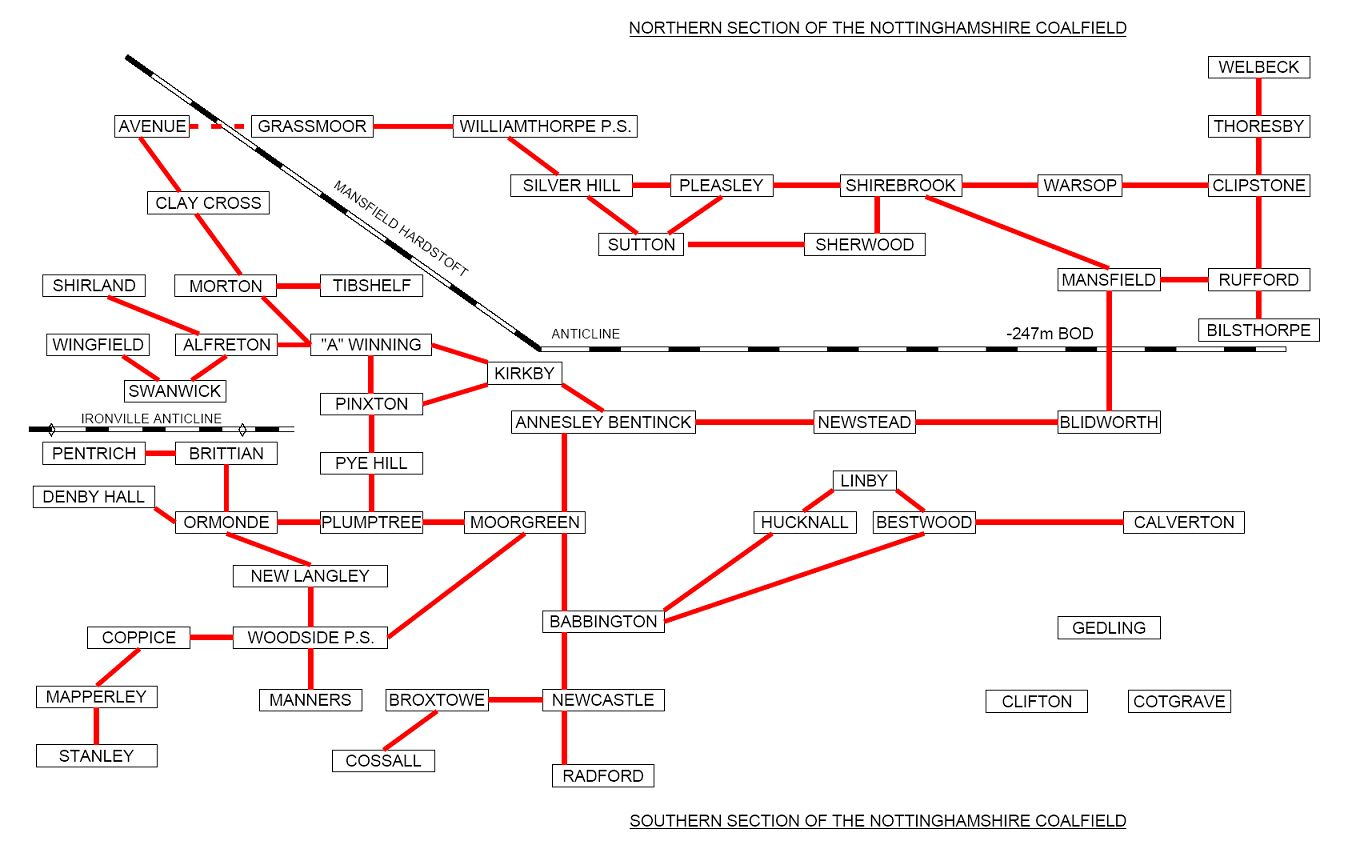 NORTHERN SECTION OF THE NOTTINGHAMSHIRE COALFIELD
WELBECK
AVENUE
GRASSMOOR
WILLIAMTHORPE P.S.
THORESBY
MANSFIELD HARDSTOFT
SILVER HILL
PLEASLEY
SHIREBROOK
WARSOP
CLIPSTONE
CLAY CROSS
SUTTON
SHERWOOD
SHIRLAND
MORTON
TIBSHELF
MANSFIELD
RUFFORD
ANTICLINE
-247m BOD
BILSTHORPE
WINGFIELD
ALFRETON
"A" WINNING
KIRKBY
SWANWICK
PINXTON
IRONVILLE ANTICLINE
ANNESLEY BENTINCK
NEWSTEAD
BLIDWORTH
PENTRICH
BRITTIAN
PYE HILL
LINBY
DENBY HALL
ORMONDE
PLUMPTREE
MOORGREEN
HUCKNALL
BESTWOOD
CALVERTON
NEW LANGLEY
BABBINGTON
GEDLING
COPPICE
WOODSIDE P.S.
MAPPERLEY
MANNERS
BROXTOWE
NEWCASTLE
CLIFTON
COTGRAVE
STANLEY
COSSALL
RADFORD
SOUTHERN SECTION OF THE NOTTINGHAMSHIRE COALFIELD